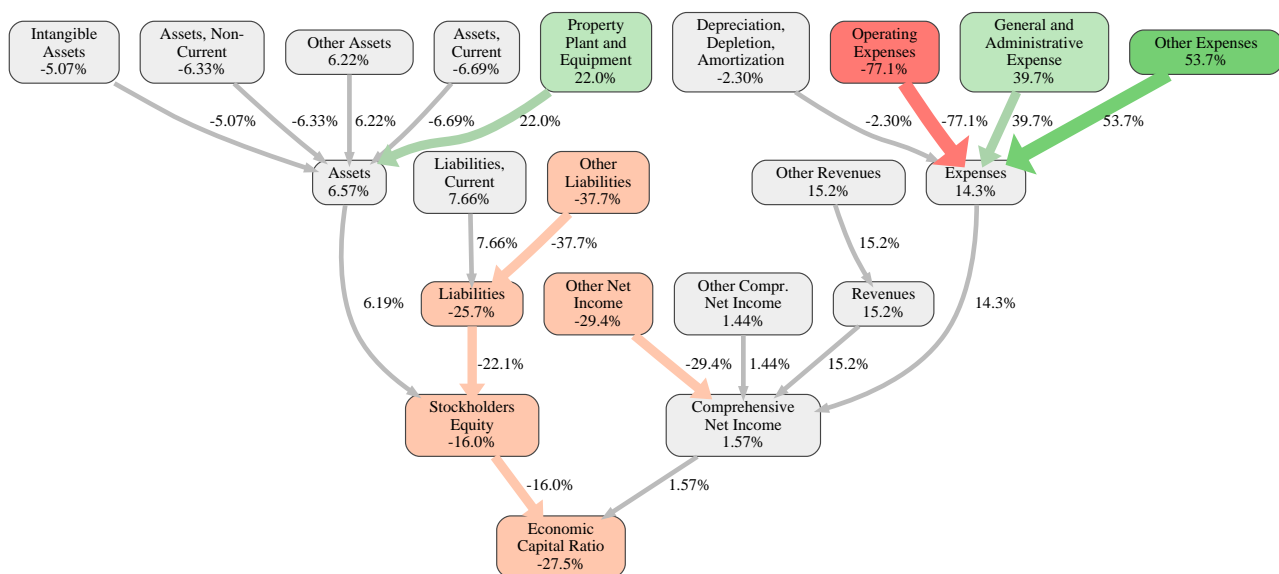 Intangible
Assets
-5.07%
Assets, Non-
Current
-6.33%
Other Assets
6.22%
Assets,
Current
-6.69%
Property
Plant and
Equipment
22.0%
Depreciation,
Depletion,
Amortization
-2.30%
Operating
Expenses
-77.1%
General and
Administrative
Expense
39.7%
Other Expenses
53.7%
-5.07%
-6.33%
6.22%
-6.69%
22.0%
-2.30%
-77.1%
39.7%
53.7%
Assets
6.57%
Liabilities,
Current
7.66%
Other
Liabilities
-37.7%
Other Revenues
15.2%
Expenses
14.3%
7.66%
-37.7%
15.2%
6.19%
Liabilities
-25.7%
Other Net
Income
-29.4%
Other Compr.
Net Income
1.44%
Revenues
15.2%
14.3%
-22.1%
-29.4%
1.44%
15.2%
Stockholders
Equity
-16.0%
Comprehensive
Net Income
1.57%
-16.0%
1.57%
Economic
Capital Ratio
-27.5%